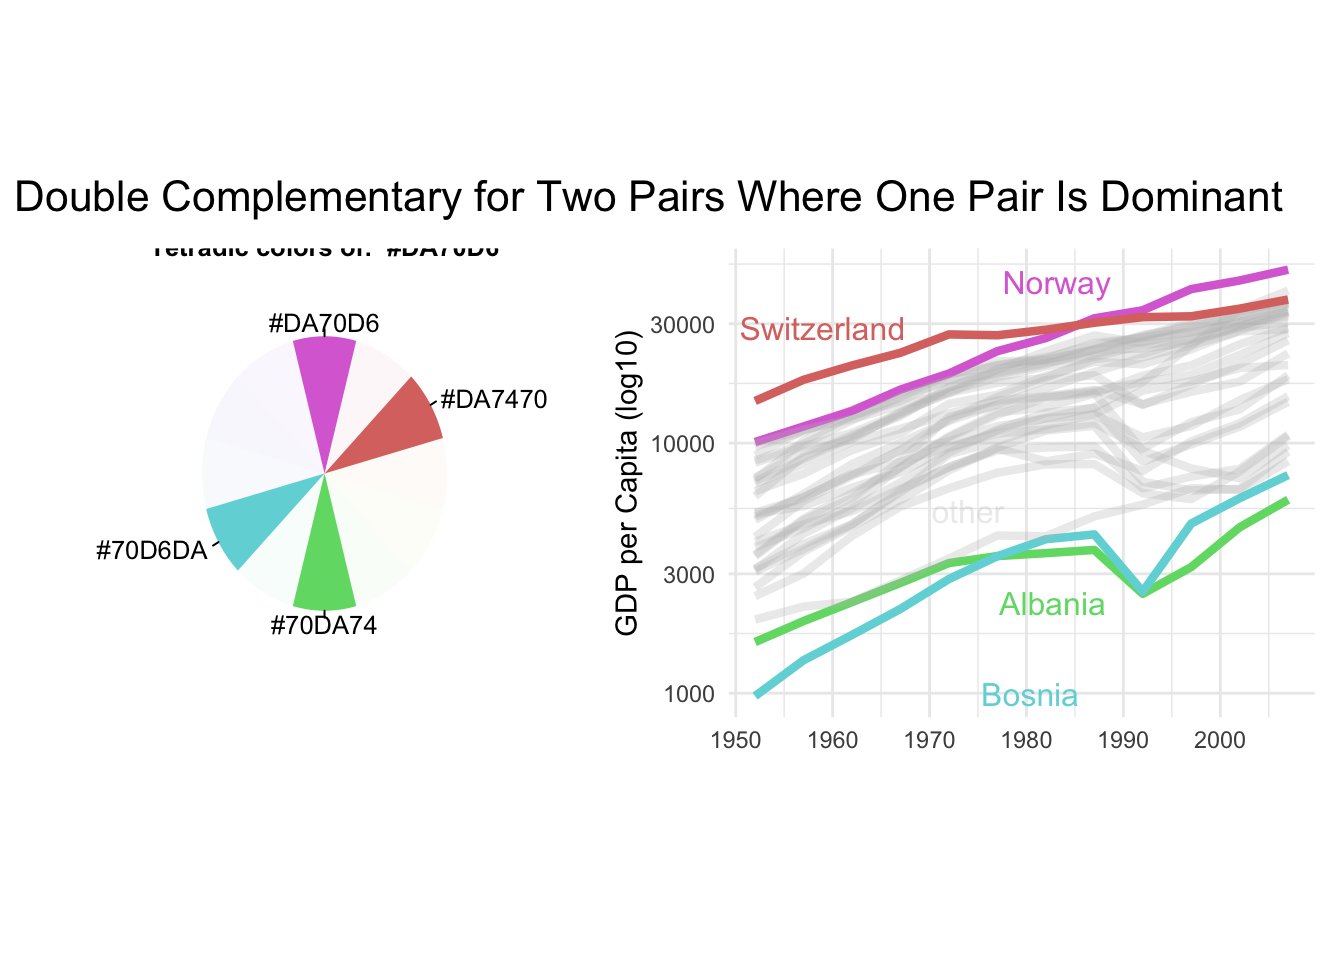 Double Complementary for Two Pairs Where One Pair Is Dominant
Tetradic colors of: #DA70D6
#DA70D6
#DA7470
#70D6DA
#70DA74
GDP per Capita (log10)
30000
10000
3000
1000
Norway
Switzerland
other
Albania
Bosnia
1950 1960 1970 1980 1990 2000